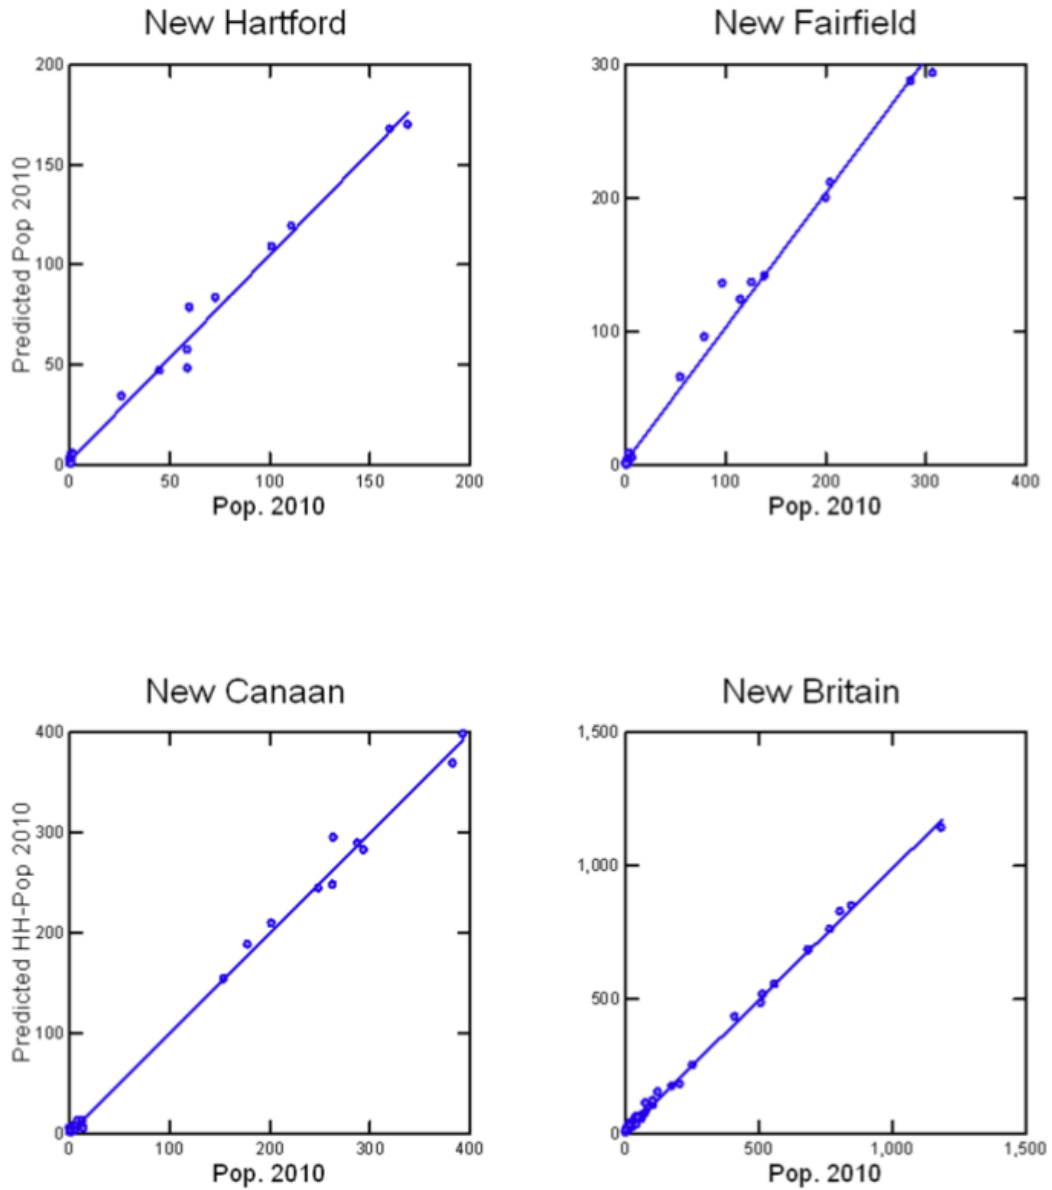 New Hartford
200
150
100
50
0
Predicted Pop 2010
0 50 100 150 200
Pop. 2010
New Fairfield
300
200
100
0
0 100 200 300 400
Pop. 2010
New Canaan
400
300
200
100
0
Predicted HH-Pop 2010
0 100 200 300 400
Pop. 2010
New Britain
1,500
1,000
500
0
0 500 1,000 1,500
Pop. 2010